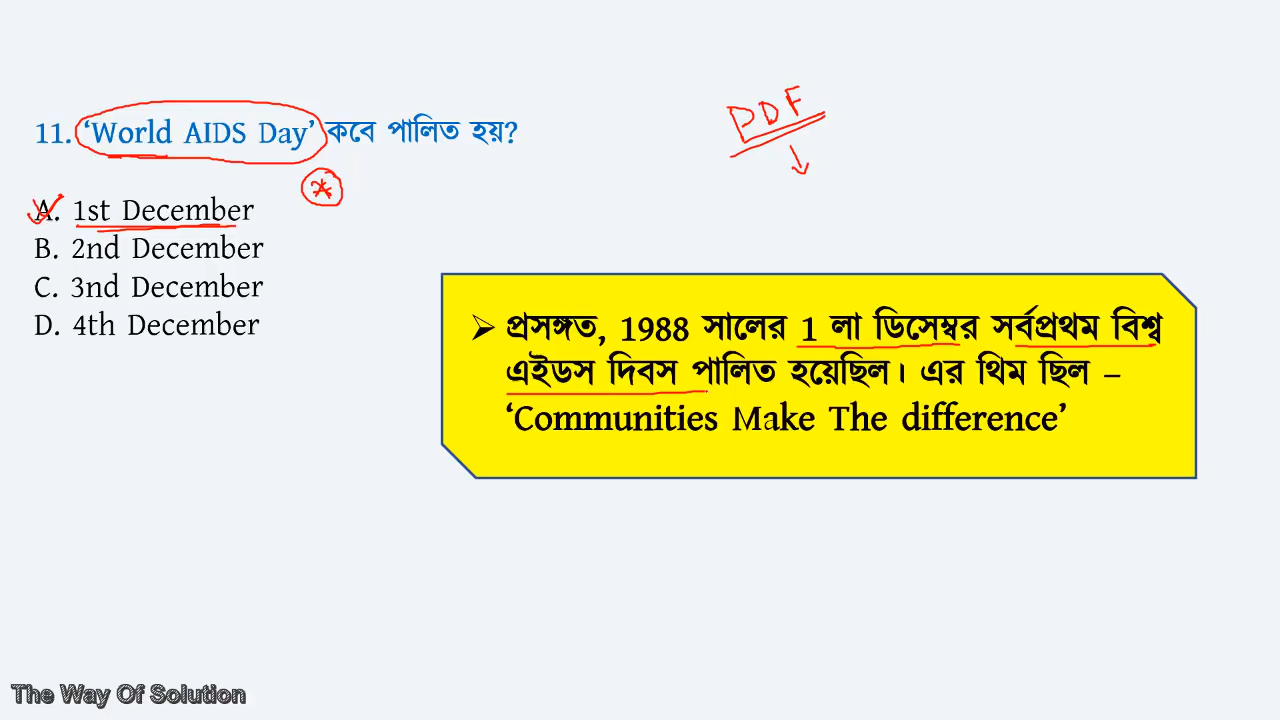 11. ‘World AIDS Day’ কবে পালিত হয়?
PDF
A. 1st December
B. 2nd December
C. 3nd December
D. 4th December
➢ প্রসঙ্গত, 1988 সালের 1 লা ডিসেম্বর সর্বপ্রথম বিশ্ব
এইডস দিবস পালিত হয়েছিল। এর থিম ছিল –
‘Communities Make The difference’
The Way Of Solution